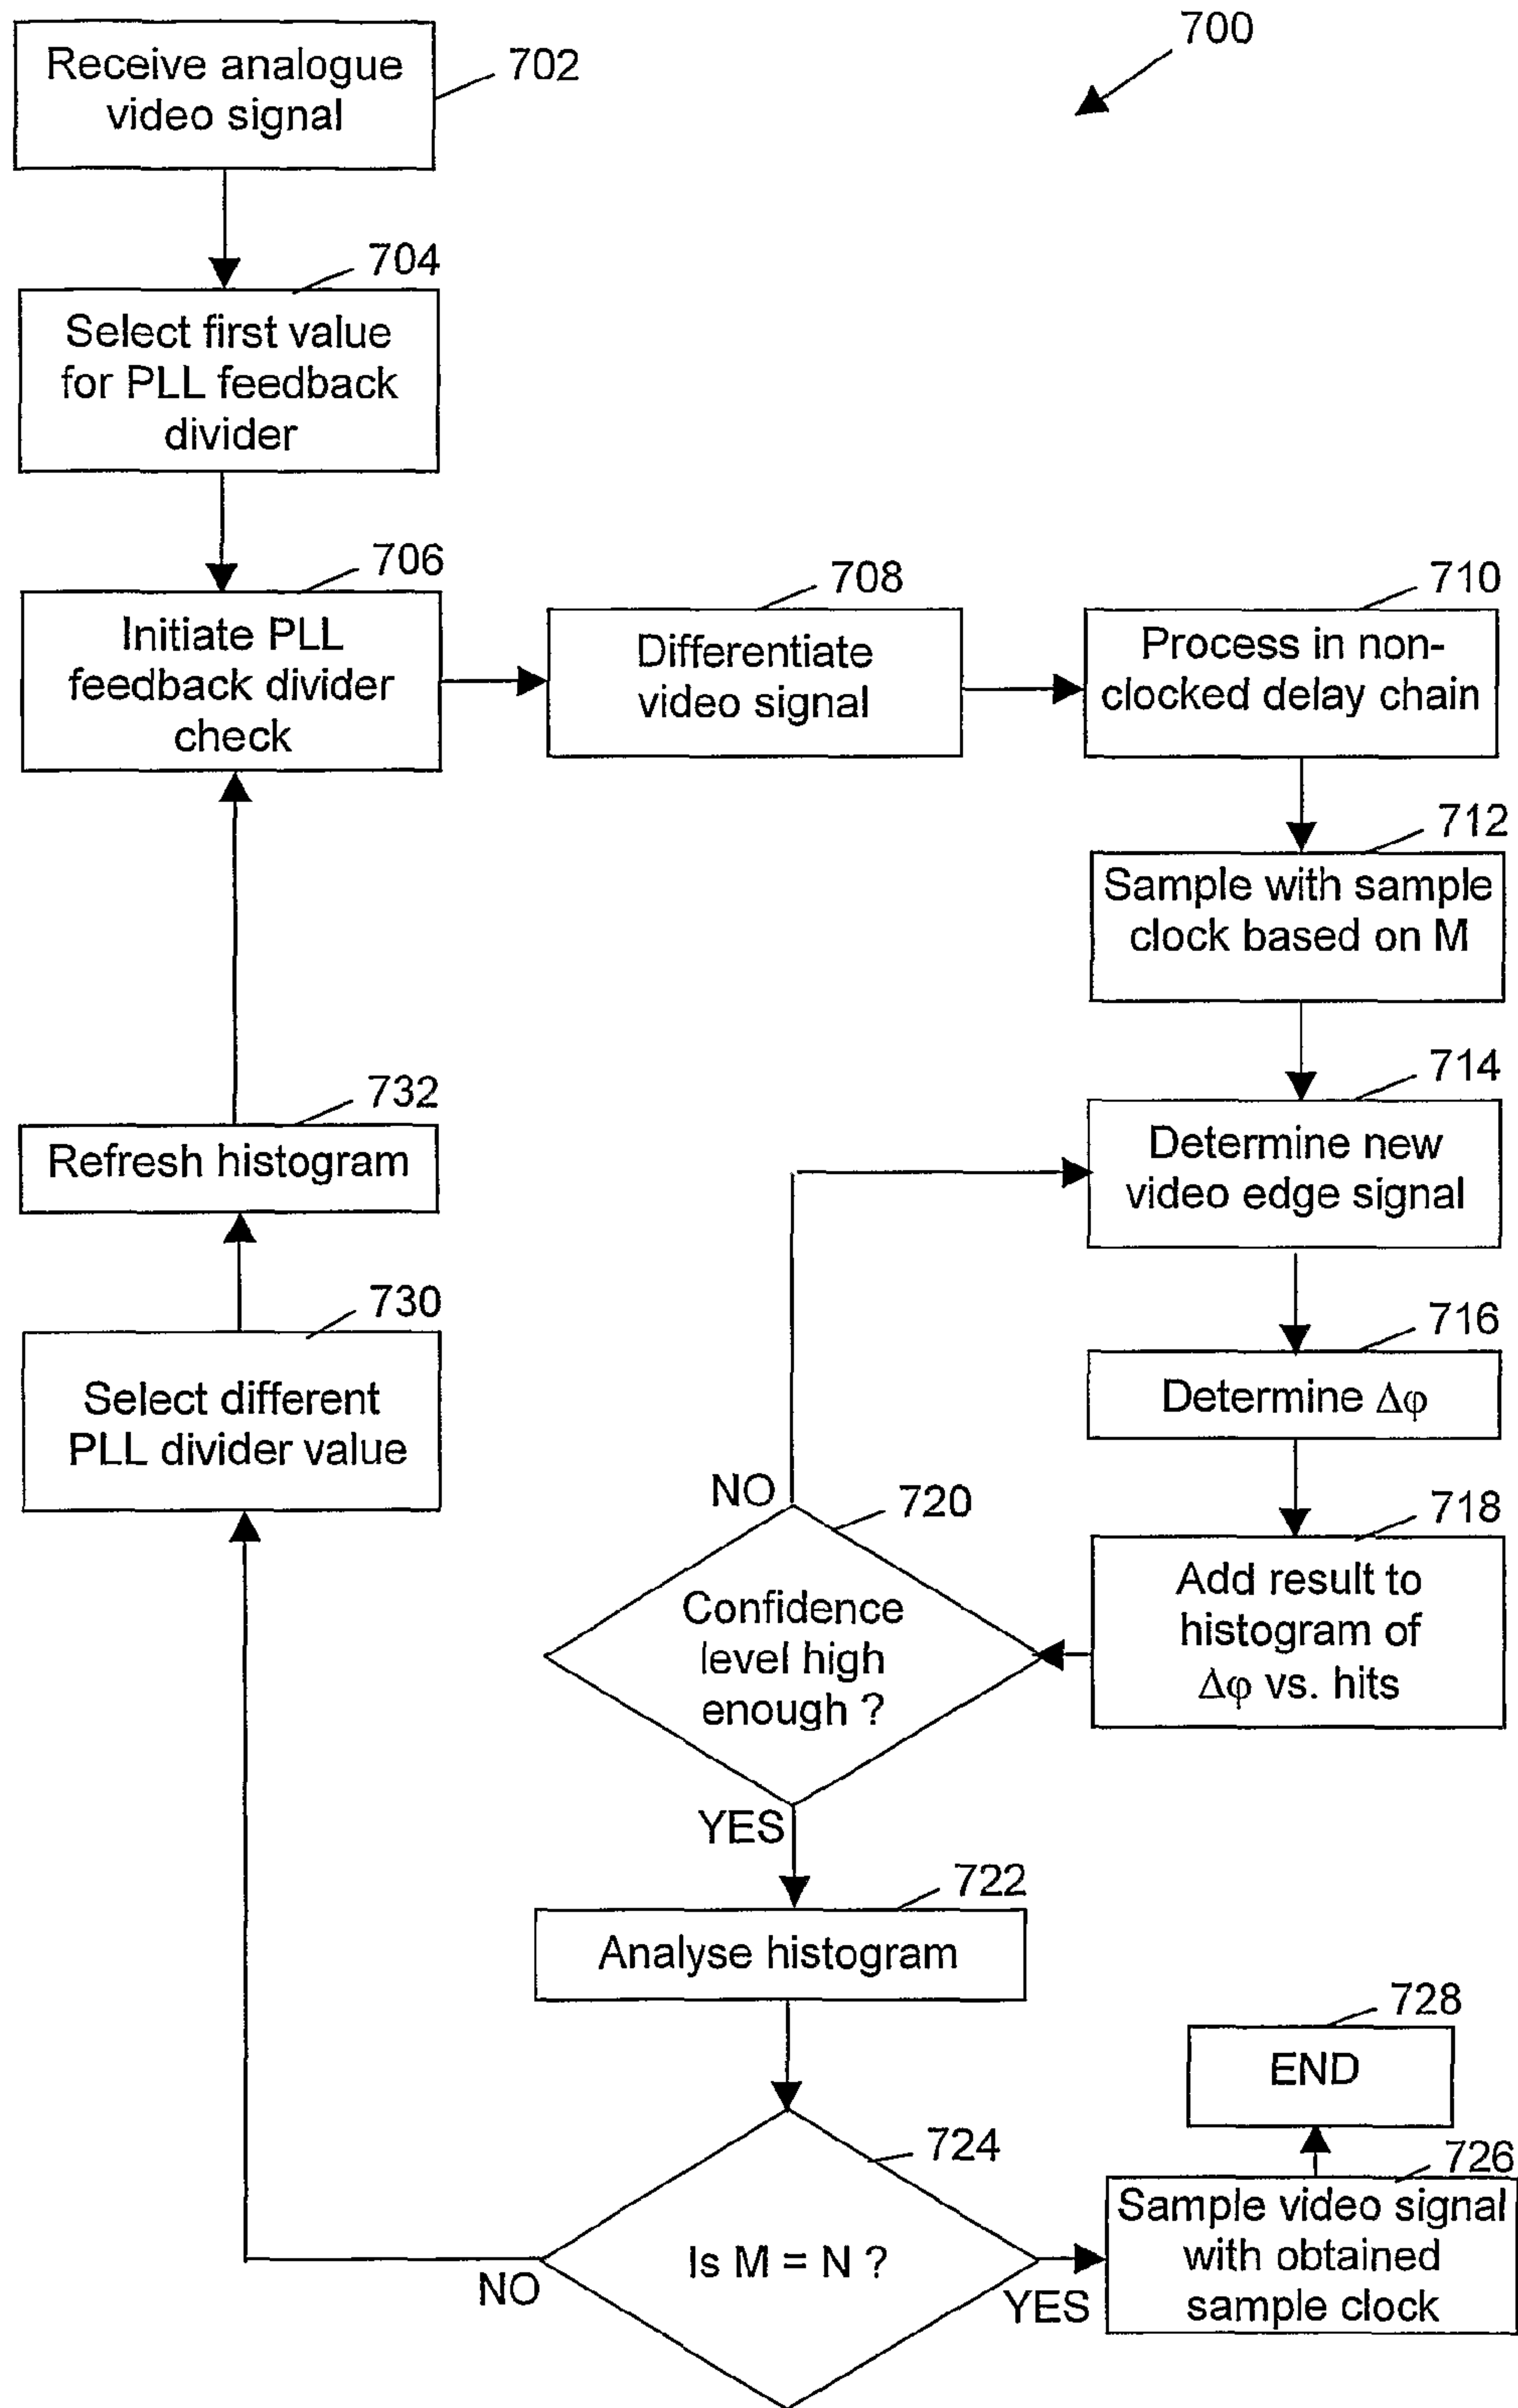 700
Receive analogue
video signal
702
704
Select first value
for PLL feedback
divider
706
Initiate PLL
feedback divider
check
708
Differentiate
video signal
710
Process in non-
clocked delay chain
712
Sample with sample
clock based on M
714
Determine new
video edge signal
716
Determine Δφ
718
Add result to
histogram of
Δφ vs. hits
720
Confidence
level high
enough ?
NO
YES
722
Analyse histogram
724
Is M = N ?
NO
YES
726
Sample video signal
with obtained
sample clock
728
END
730
Select different
PLL divider value
732
Refresh histogram